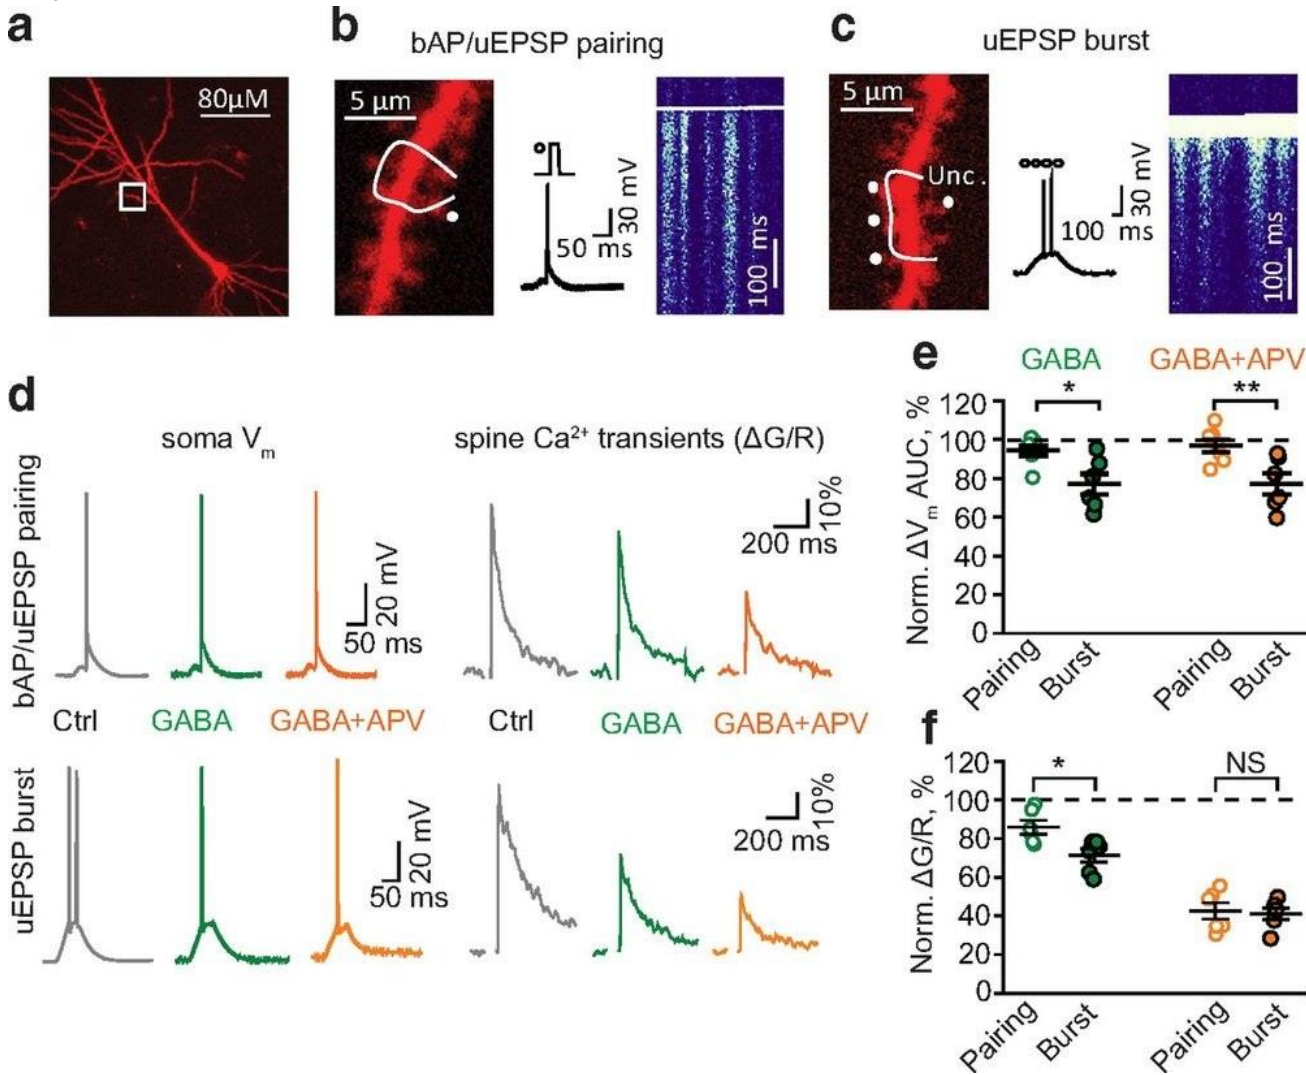 a
b
bAP/uEPSP pairing
c
uEPSP burst
80µM
5 µm
50
ms
30 mV
100 ms
5 µm
Unc.
100
ms
30 mV
100 ms
d
soma Vm
spine Ca²⁺ transients (ΔG/R)
bAP/uEPSP pairing
50 ms
20 mV
200 ms
10%
Ctrl
GABA
GABA+APV
Ctrl
GABA
GABA+APV
uEPSP burst
50 ms
20 mV
200 ms
10%
e
GABA
GABA+APV
*
**
Norm. ΔVm AUC, %
120
100
80
60
40
20
0
Pairing
Burst
Pairing
Burst
f
*
NS
Norm. ΔG/R, %
120
100
80
60
40
20
0
Pairing
Burst
Pairing
Burst